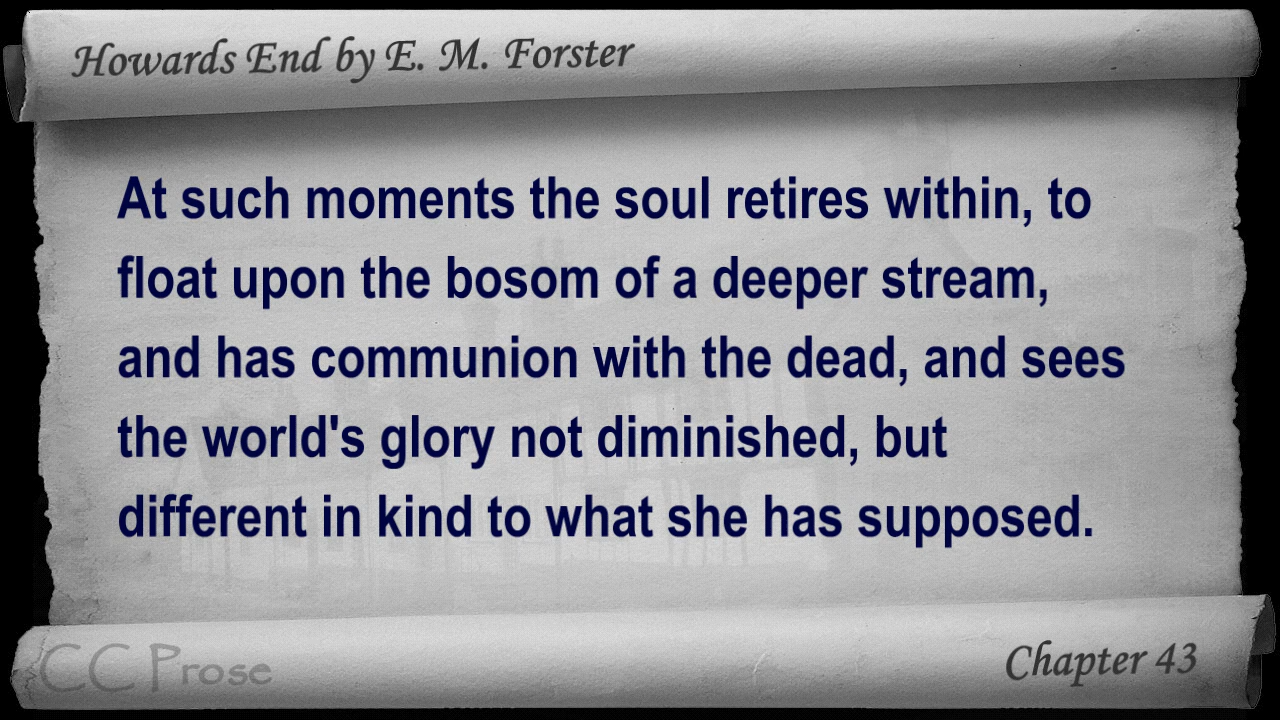 Howards End by E. M. Forster
At such moments the soul retires within, to
float upon the bosom of a deeper stream,
and has communion with the dead, and sees
the world's glory not diminished, but
different in kind to what she has supposed.
CC Prose
Chapter 43